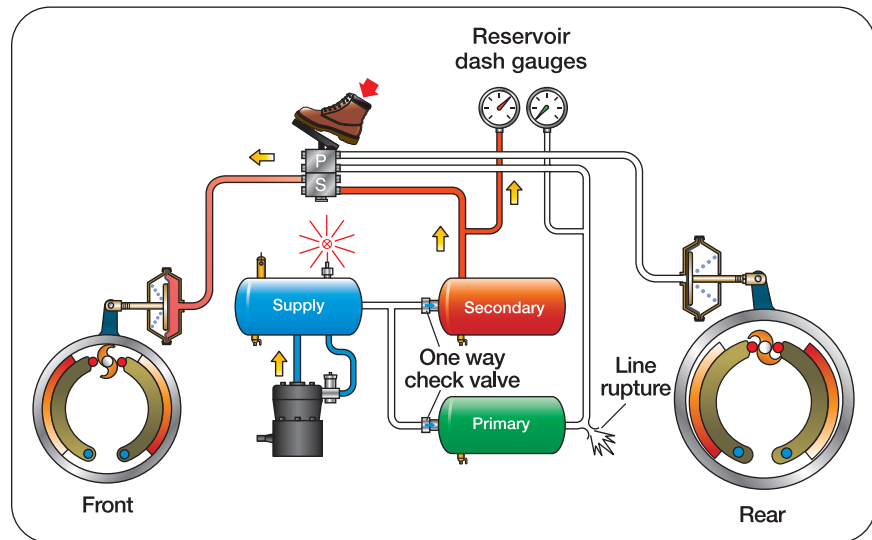 Reservoir
dash gauges
P
S
Supply
Secondary
One way
check valve
Line
rupture
Primary
Front
Rear